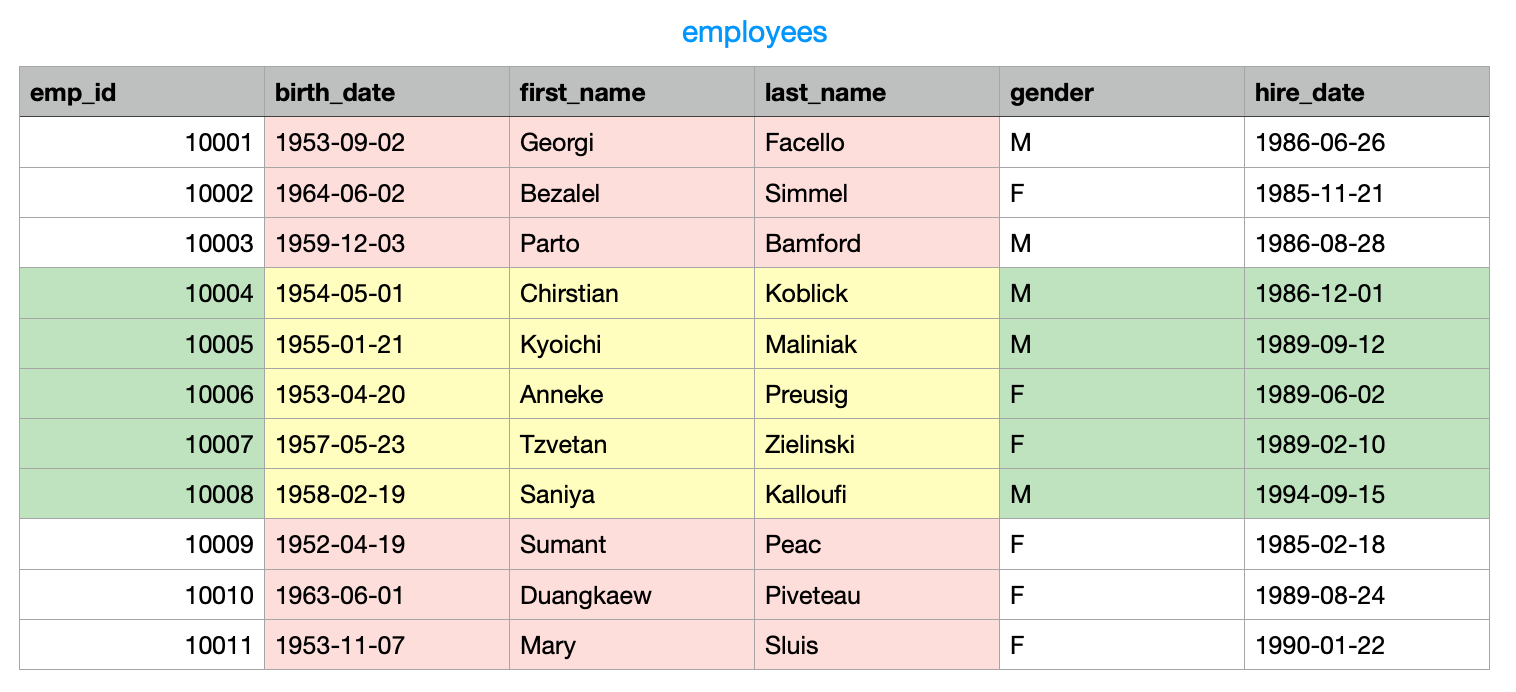 employees
emp_id birth_date first_name last_name gender hire_date
10001 1953-09-02 Georgi Facello M 1986-06-26
10002 1964-06-02 Bezalel Simmel F 1985-11-21
10003 1959-12-03 Parto Bamford M 1986-08-28
10004 1954-05-01 Chirstian Koblick M 1986-12-01
10005 1955-01-21 Kyoichi Maliniak M 1989-09-12
10006 1953-04-20 Anneke Preusig F 1989-06-02
10007 1957-05-23 Tzvetan Zielinski F 1989-02-10
10008 1958-02-19 Saniya Kalloufi M 1994-09-15
10009 1952-04-19 Sumant Peac F 1985-02-18
10010 1963-06-01 Duangkaew Piveteau F 1989-08-24
10011 1953-11-07 Mary Sluis F 1990-01-22